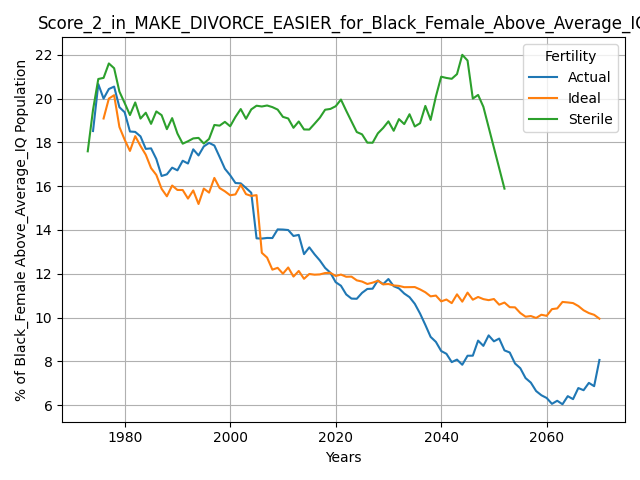 Score_2_in_MAKE_DIVORCE_EASIER_for_Black_Female_Above_Average_IQ
% of Black_Female Above_Average_IQ Population
22
20
18
16
14
12
10
8
6
Fertility
Actual
Ideal
Sterile
1980
2000
2020
2040
2060
Years